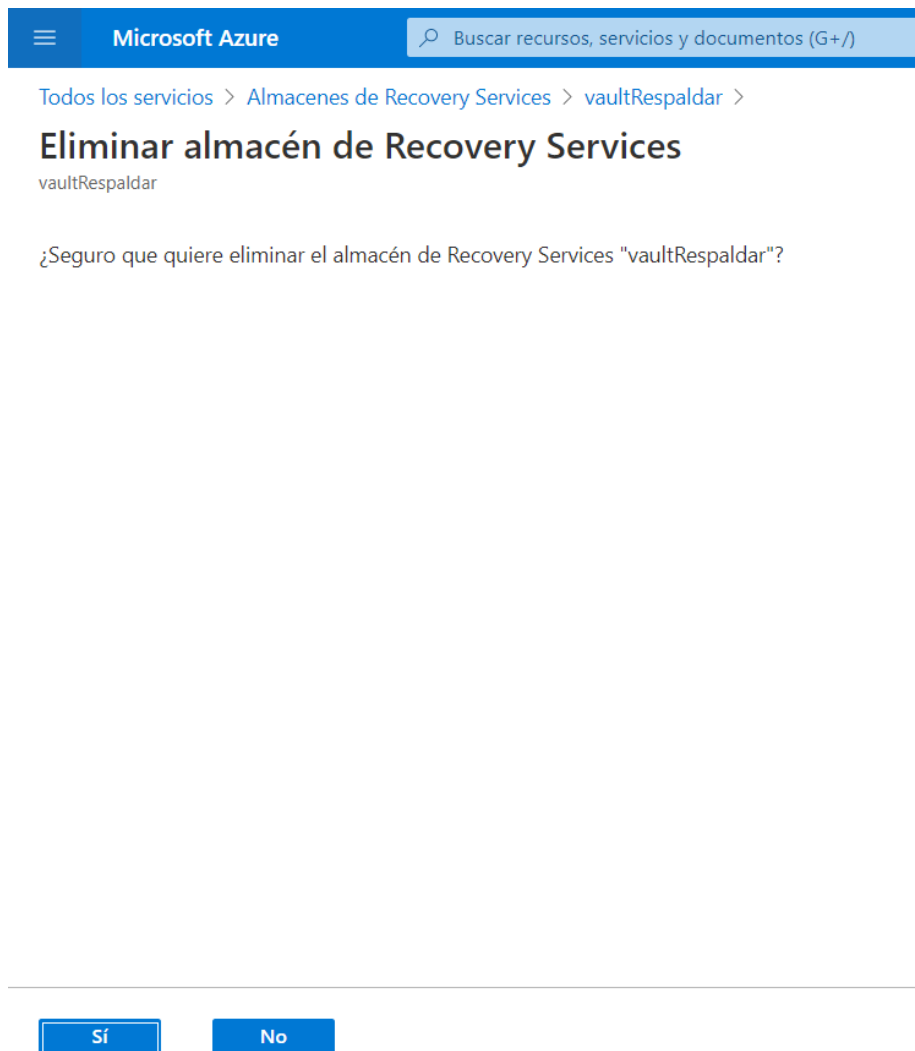 Microsoft Azure
Buscar recursos, servicios y documentos (G+/)
Todos los servicios > Almacenes de Recovery Services > vaultRespaldar >
Eliminar almacén de Recovery Services
vaultRespaldar
¿Seguro que quiere eliminar el almacén de Recovery Services "vaultRespaldar"?
Sí
No